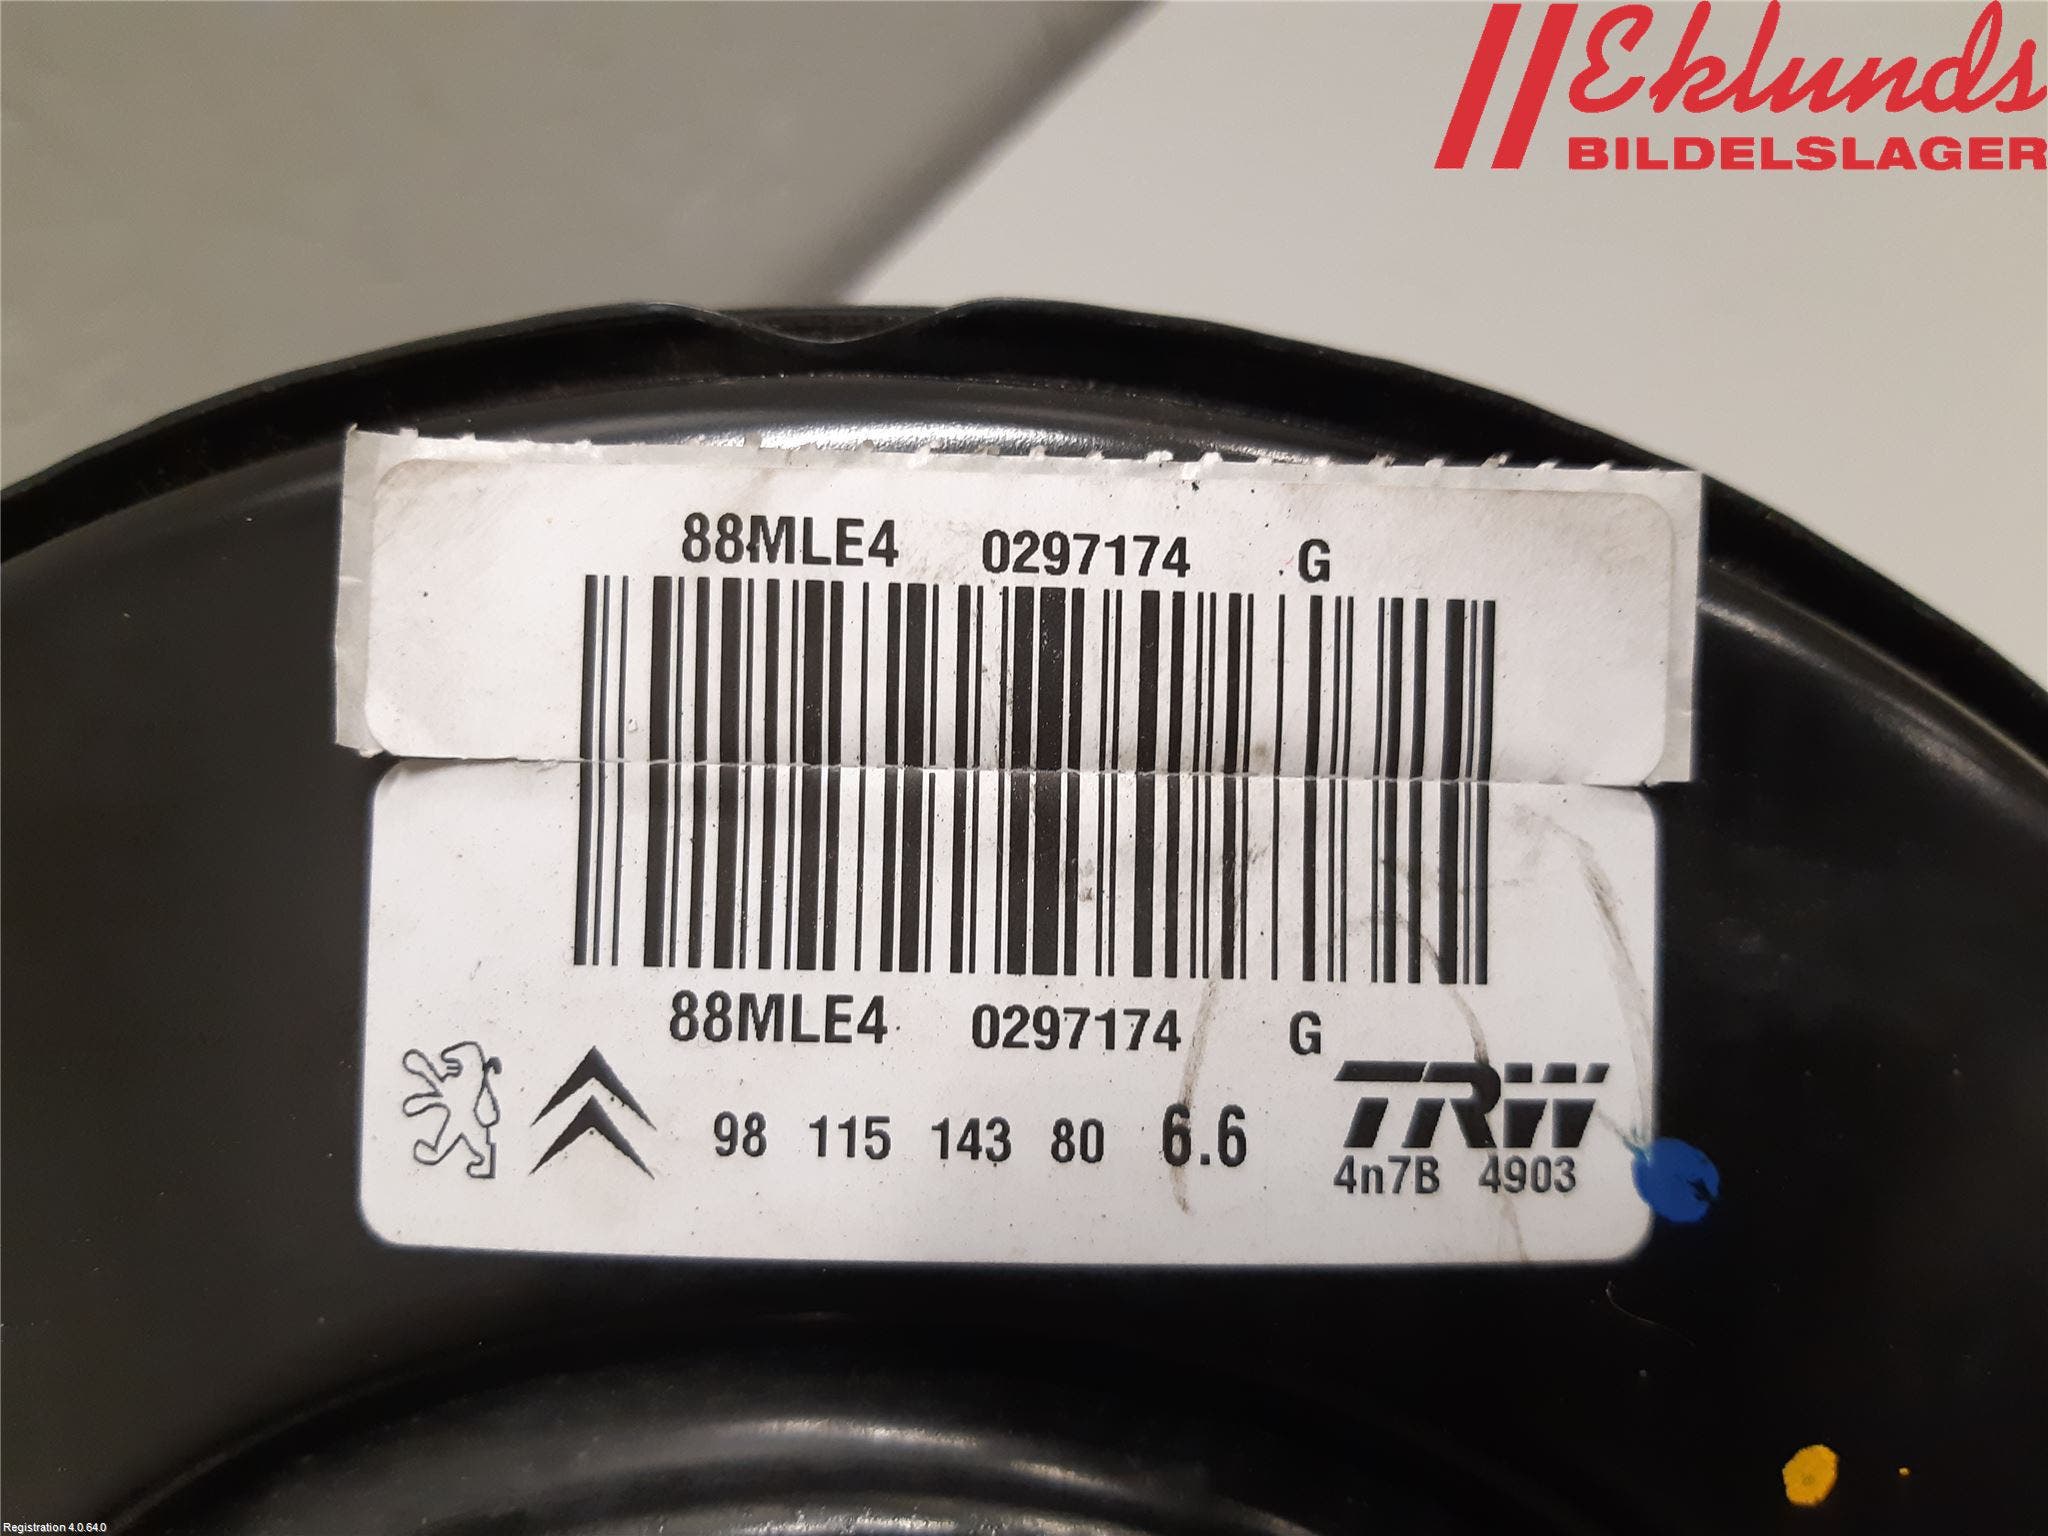 Eklunds
BILDELSLAGER
88MLE4 0297174 G
88MLE4 0297174 G
98 115 143 80 6.6
TRW
4n7B 4903
Registration 4.0.64.0